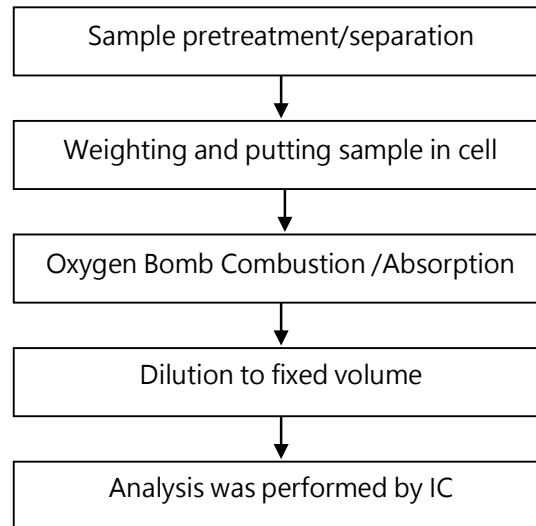 Sample pretreatment/separation
Weighting and putting sample in cell
Oxygen Bomb Combustion /Absorption
Dilution to fixed volume
Analysis was performed by IC